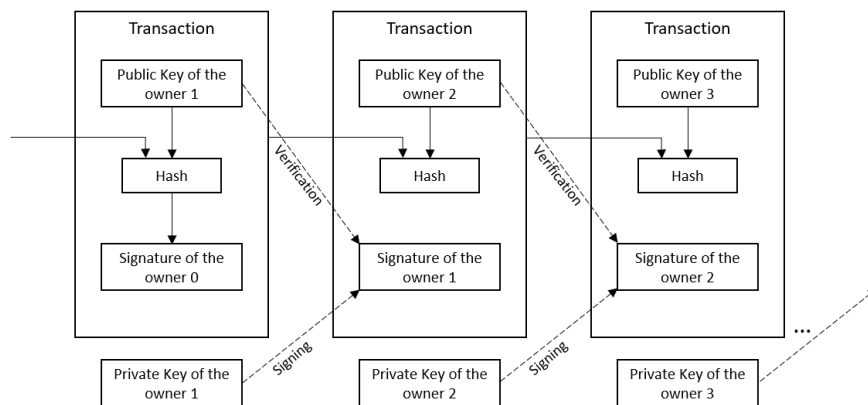 Transaction
Public Key of the
owner 1
Hash
Signature of the
owner 0
Private Key of the
owner 1
Verification
Signing
Transaction
Public Key of the
owner 2
Hash
Signature of the
owner 1
Private Key of the
owner 2
Verification
Signing
Transaction
Public Key of the
owner 3
Hash
Signature of the
owner 2
Private Key of the
owner 3
...